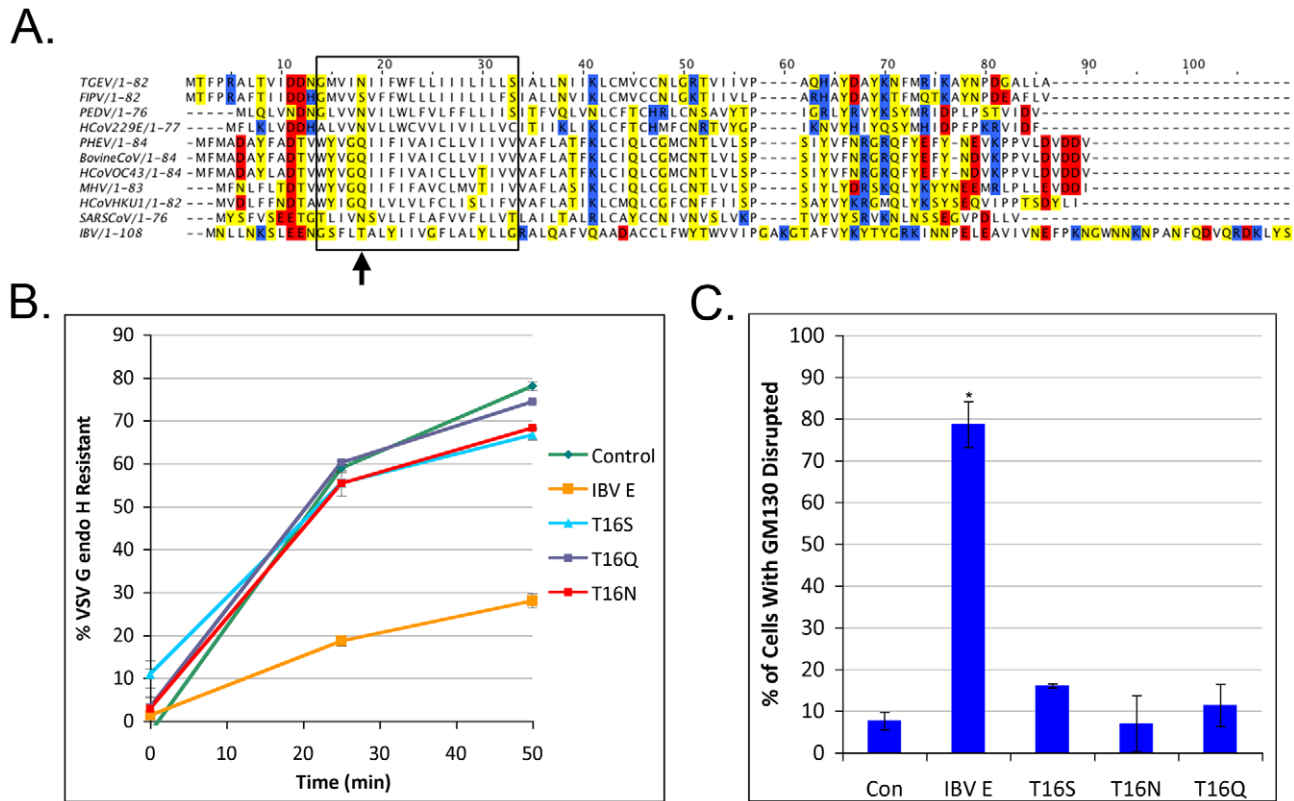 A.
10 20 30 40 50 60 70 80 90 100
TGEV/1-82 MTFPRALTVIDDNGMVINIIFWFLLIIILILLSIALLNIIKLCMVCCNLGRTVIIVP----AQHAYDAYKNFMRIKAYNPDGALLA
FIPV/1-82 MTFPRAFTIIDDHGMVVSVFFWLLLIIILILFSIALLNVIKLCMVCCNLGKTIIVLP----ARHAYDAYKTFMQTKAYNPDEAFLV
PEDV/1-76 -----MLQLVNDNGLVVNVILWLFVLFFLLIISITFVQLVNLCFTCHRLCNSAVYTP----IGRLYRVYKSYMRIDPLPSTVIDV
HCoV229E/1-77 ----MFLKLVDDHALVVNVLLWCVVLIVILLVCITIIKLIKLCFTCHMFCNRTVYGP----IKNVYHIYQSYMHIDPFPKRVIDF
PHEV/1-84 --MFMADAYFADTVWYVGQIIFIVAICLLVIIVVVAFLATFKLCIQLCGMCNTLVLSP----SIYVFNRGRQFYEFY-NDVKPPVLDVDDV
BovineCoV/1-84 --MFMADAYFADTVWYVGQIIFIVAICLLVIIVVVAFLATFKLCIQLCGMCNTLVLSP----SIYVFNRGRQFYEFY-NDVKPPVLDVDDV
HCoVOC43/1-84 --MFMADAYLADTVWYVGQIIFIVAICLLVTIVVVAFLATFKLCIQLCGMCNTLVLSP----SIYVFNRGRQFYEFY-NDVKPPVLDVDDV
MHV/1-83 ---MFNLFLTDTVWYVGQIIFIFAVCLMVTIIVVAFLASIKLCIQLCGLCNTLVLSP----SIYLYDRSKQLYKYYNEEMRLPLLEVDDI
HCoVHKU1/1-82 ---MVDLFFNDTAWYIGQILVLVLFCLISLIFVVAFLATIKLCMQLCGFCNFFIISP----SAYVYKRGMQLYKSYSEQVIPPTSDYLI
SARSCoV/1-76 ---MYSFVSEETGTLIVNSVLLFLAFVVFLLVTLAILTALRLCAYCCNIVNVSLVKP----TVYVYSRVKNLNSSEGVPDLLV
IBV/1-108 --MNLLNKSLEENGSFLTALYIIVGFLALYLLGRALQAFVQAADACCLFWYTWVVIPGAKGTAFVYKYTYGRKINNPELEAVIVNEFPKNGWNNKNPANFQDVQRDKLYS
B.
90
80
70
60
50
40
30
20
10
0
% VSV G endo H Resistant
0 10 20 30 40 50
Time (min)
Control
IBV E
T16S
T16Q
T16N
C.
100
90
80
70
60
50
40
30
20
10
0
% of Cells With GM130 Disrupted
*
Con IBV E T16S T16N T16Q